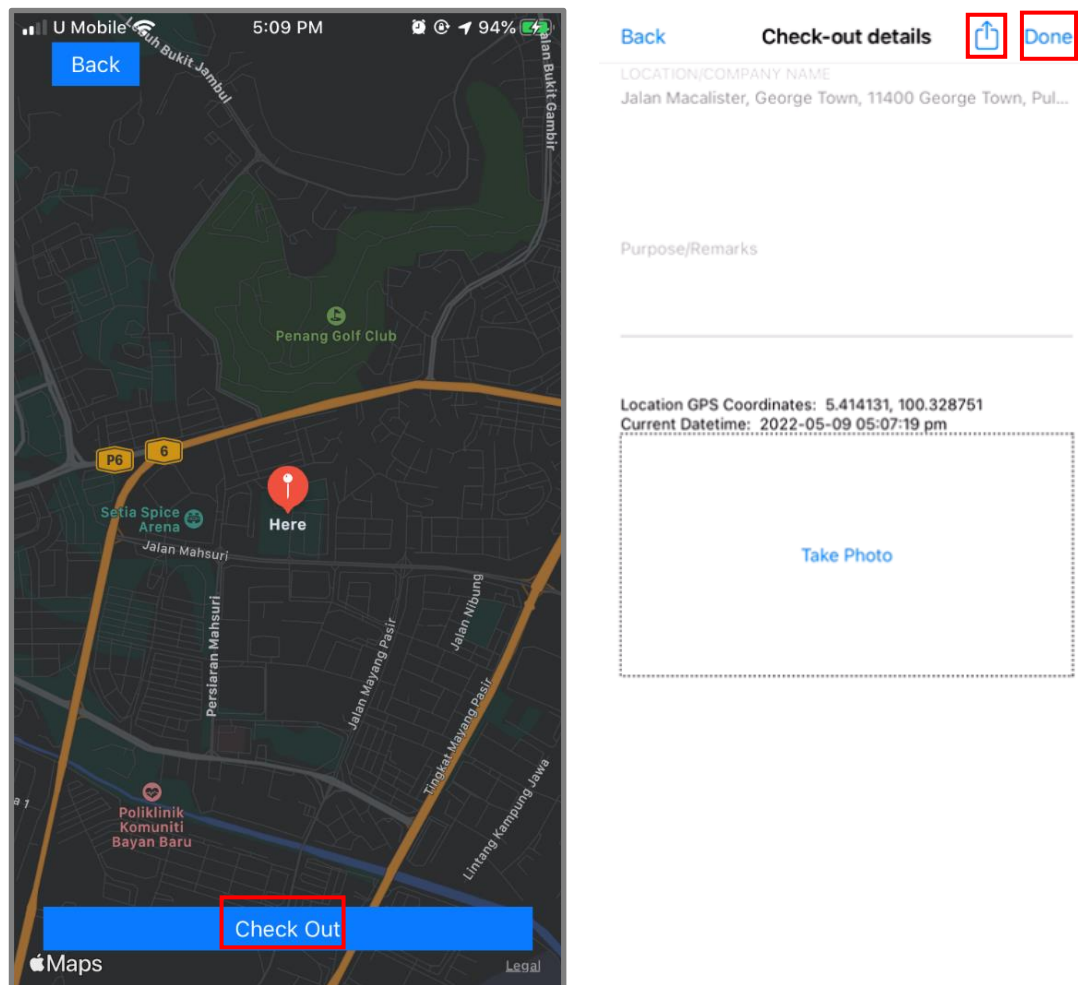 U Mobile
5:09 PM
94%
Back
Lebuh Bukit Jambul
Jalan Bukit Gambir
Penang Golf Club
P6
6
Setia Spice
Arena
Here
Jalan Mahsuri
Persiaran Mahsuri
Jalan Nibung
Jalan Mayang Pasir
Tingkat Mayang Pasir
Lintang Kampung Jawa
a 1
Poliklinik
Komuniti
Bayan Baru
Check Out
Maps
Legal
Back
Check-out details
Done
LOCATION/COMPANY NAME
Jalan Macalister, George Town, 11400 George Town, Pul...
Purpose/Remarks
Location GPS Coordinates: 5.414131, 100.328751
Current Datetime: 2022-05-09 05:07:19 pm
Take Photo